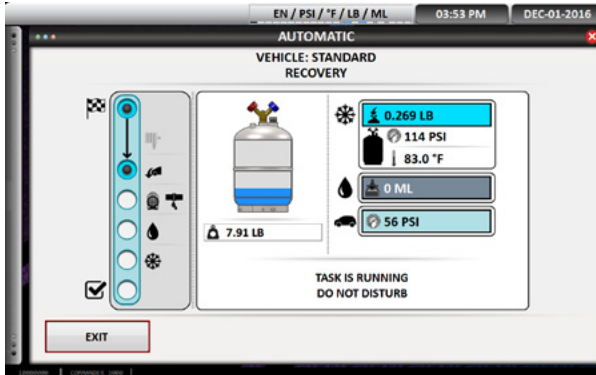 EN / PSI / °F / LB / ML
03:53 PM
DEC-01-2016
AUTOMATIC
VEHICLE: STANDARD
RECOVERY
0.269 LB
114 PSI
83.0 °F
0 ML
7.91 LB
56 PSI
TASK IS RUNNING
DO NOT DISTURB
EXIT